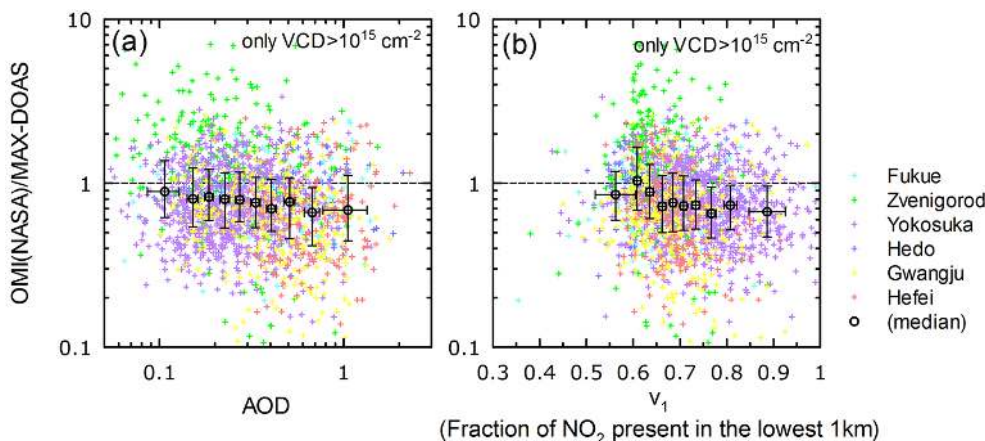 (a)
only VCD>10¹⁵ cm⁻²
(b)
only VCD>10¹⁵ cm⁻²
OMI(NASA)/MAX-DOAS
10
1
0.1
10
1
0.1
0.1 1
0.3 0.4 0.5 0.6 0.7 0.8 0.9 1
AOD
v₁
(Fraction of NO₂ present in the lowest 1km)
Fukue
Zvenigorod
Yokosuka
Hedo
Gwangju
Hefei
(median)